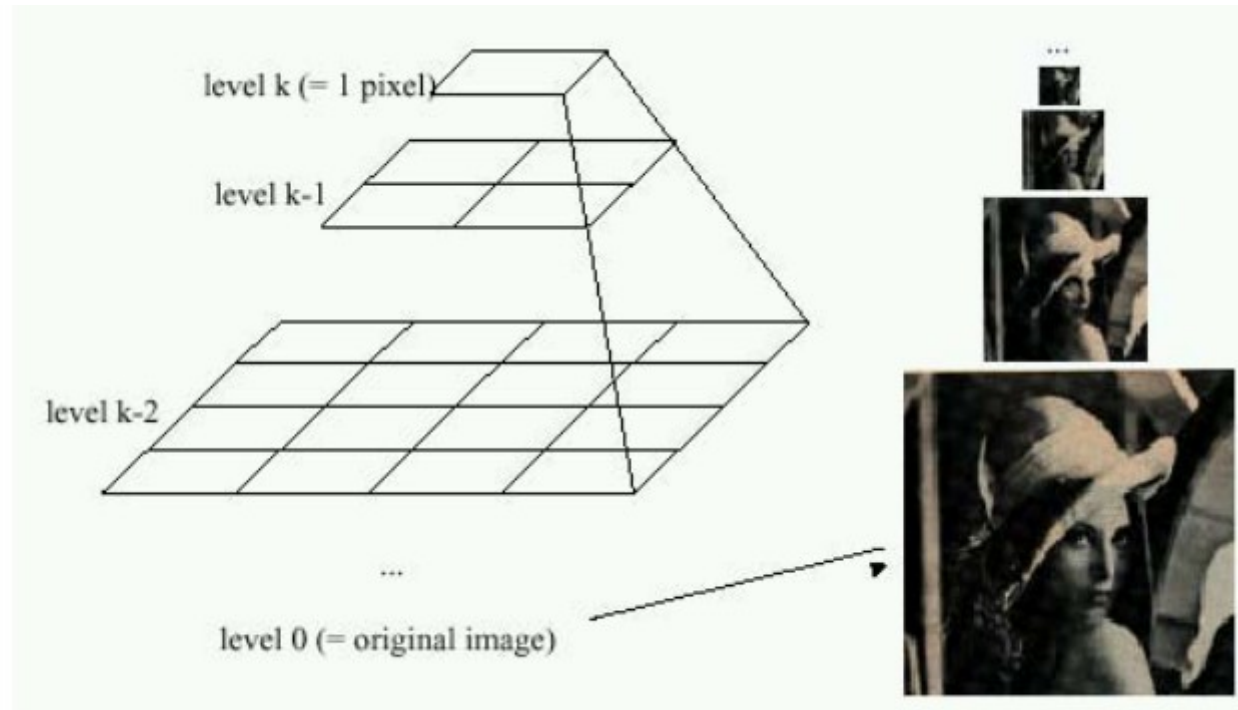 level k (= 1 pixel)
level k-1
level k-2
...
level 0 (= original image)
...